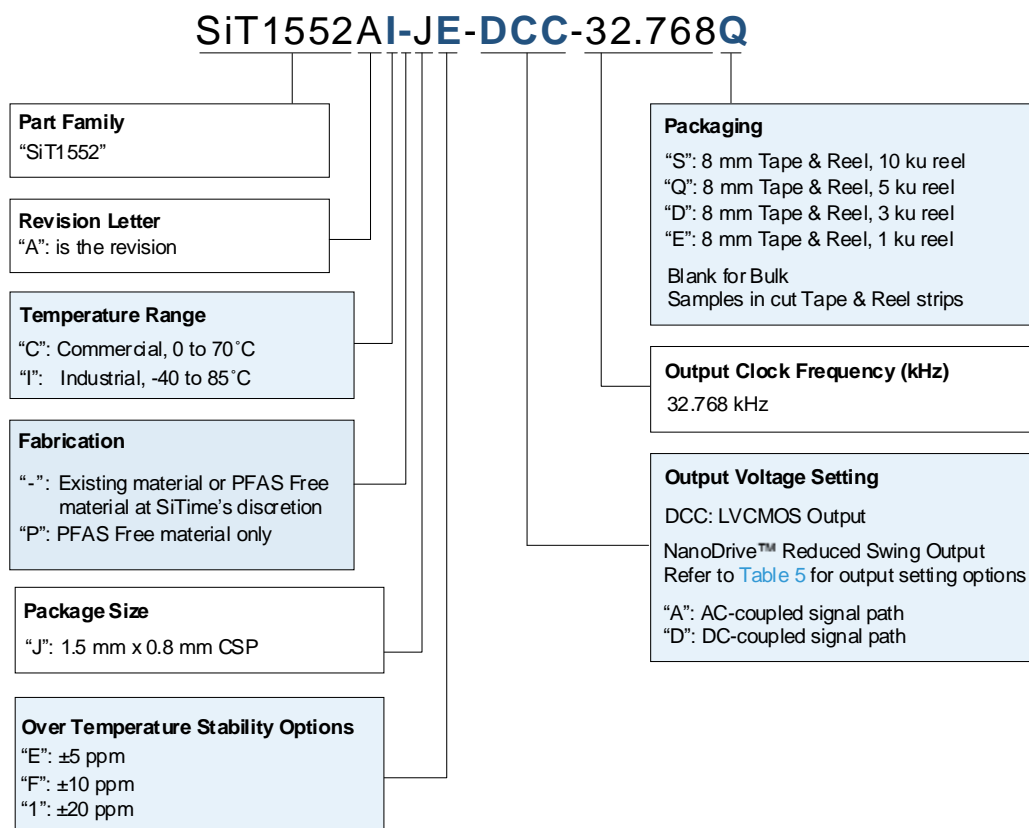 SiT1552AI-JE-DCC-32.768Q
Part Family
“SiT1552”
Revision Letter
“A”: is the revision
Temperature Range
“C”: Commercial, 0 to 70˚C
“I”: Industrial, -40 to 85˚C
Fabrication
“-”: Existing material or PFAS Free
material at SiTime’s discretion
“P”: PFAS Free material only
Package Size
“J”: 1.5 mm x 0.8 mm CSP
Over Temperature Stability Options
“E”: ±5 ppm
“F”: ±10 ppm
“1”: ±20 ppm
Packaging
“S”: 8 mm Tape & Reel, 10 ku reel
“Q”: 8 mm Tape & Reel, 5 ku reel
“D”: 8 mm Tape & Reel, 3 ku reel
“E”: 8 mm Tape & Reel, 1 ku reel
Blank for Bulk
Samples in cut Tape & Reel strips
Output Clock Frequency (kHz)
32.768 kHz
Output Voltage Setting
DCC: LVCMOS Output
NanoDrive™ Reduced Swing Output
Refer to Table 5 for output setting options
“A”: AC-coupled signal path
“D”: DC-coupled signal path